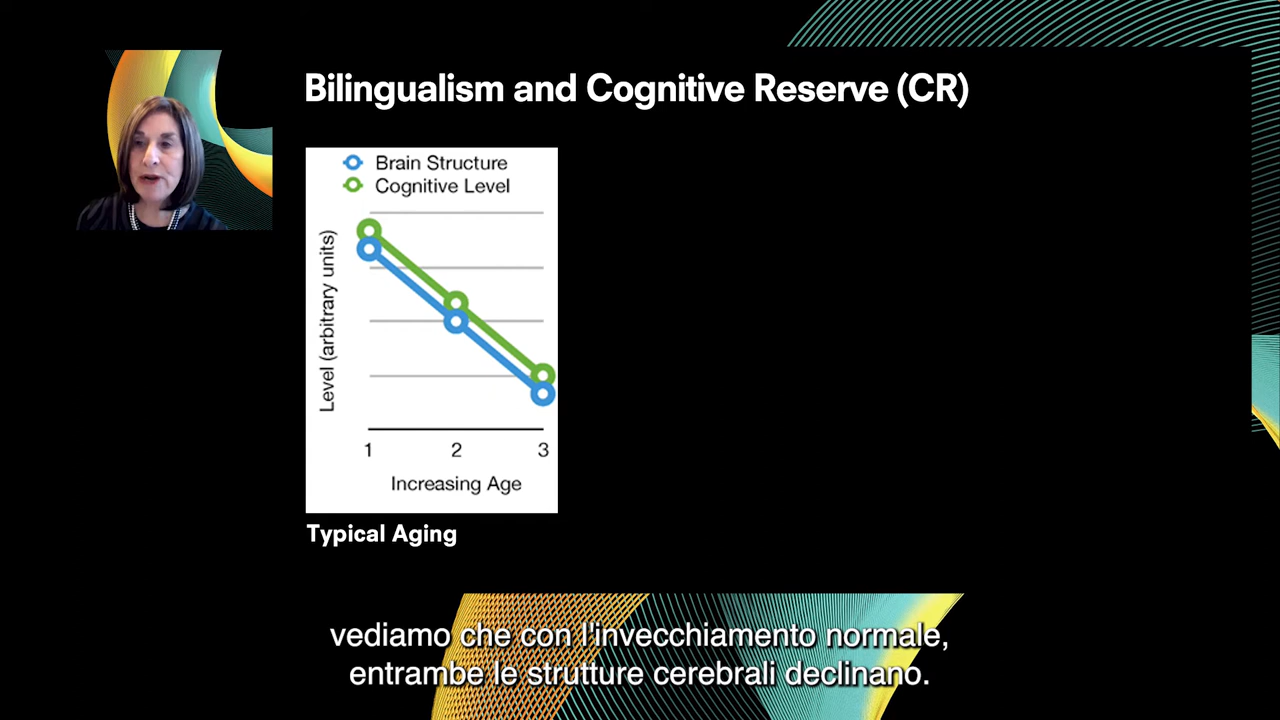 Bilingualism and Cognitive Reserve (CR)
Brain Structure
Cognitive Level
Level (arbitrary units)
1 2 3
Increasing Age
Typical Aging
vediamo che con l'invecchiamento normale,
entrambe le strutture cerebrali declinano.